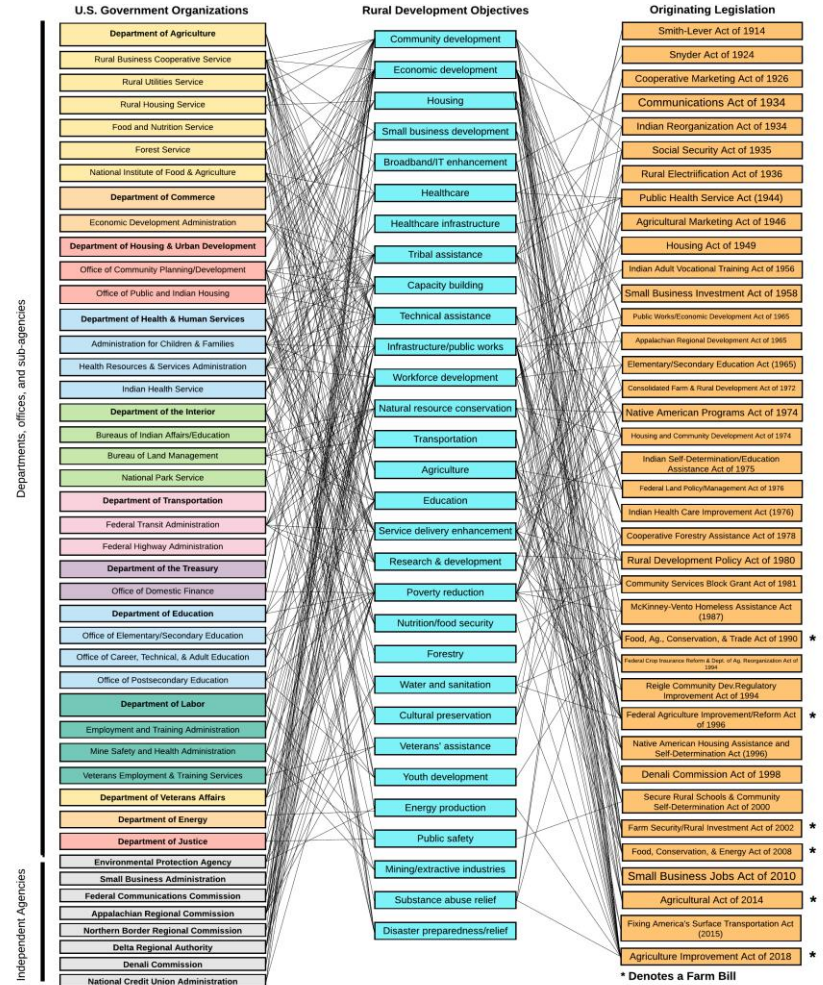 U.S. Government Organizations
Department of Agriculture
Rural Business Cooperative Service
Rural Utilities Service
Rural Housing Service
Food and Nutrition Service
Forest Service
National Institute of Food & Agriculture
Department of Commerce
Economic Development Administration
Department of Housing & Urban Development
Office of Community Planning/Development
Office of Public and Indian Housing
Department of Health & Human Services
Administration for Children & Families
Health Resources & Services Administration
Indian Health Service
Department of the Interior
Bureaus of Indian Affairs/Education
Bureau of Land Management
National Park Service
Department of Transportation
Federal Transit Administration
Federal Highway Administration
Department of the Treasury
Office of Domestic Finance
Department of Education
Office of Elementary/Secondary Education
Office of Career, Technical, & Adult Education
Office of Postsecondary Education
Department of Labor
Employment and Training Administration
Mine Safety and Health Administration
Veterans Employment & Training Services
Department of Veterans Affairs
Department of Energy
Department of Justice
Environmental Protection Agency
Small Business Administration
Federal Communications Commission
Appalachian Regional Commission
Northern Border Regional Commission
Delta Regional Authority
Denali Commission
National Credit Union Administration
Departments, offices, and sub-agencies
Independent Agencies
Rural Development Objectives
Community development
Economic development
Housing
Small business development
Broadband/IT enhancement
Healthcare
Healthcare infrastructure
Tribal assistance
Capacity building
Technical assistance
Infrastructure/public works
Workforce development
Natural resource conservation
Transportation
Agriculture
Education
Service delivery enhancement
Research & development
Poverty reduction
Nutrition/food security
Forestry
Water and sanitation
Cultural preservation
Veterans' assistance
Youth development
Energy production
Public safety
Mining/extractive industries
Substance abuse relief
Disaster preparedness/relief
Originating Legislation
Smith-Lever Act of 1914
Snyder Act of 1924
Cooperative Marketing Act of 1926
Communications Act of 1934
Indian Reorganization Act of 1934
Social Security Act of 1935
Rural Electriification Act of 1936
Public Health Service Act (1944)
Agricultural Marketing Act of 1946
Housing Act of 1949
Indian Adult Vocational Training Act of 1956
Small Business Investment Act of 1958
Public Works/Economic Development Act of 1965
Appalachian Regional Development Act of 1965
Elementary/Secondary Education Act (1965)
Consolidated Farm & Rural Development Act of 1972
Native American Programs Act of 1974
Housing and Community Development Act of 1974
Indian Self-Determination/Education
Assistance Act of 1975
Federal Land Policy/Management Act of 1976
Indian Health Care Improvement Act (1976)
Cooperative Forestry Assistance Act of 1978
Rural Development Policy Act of 1980
Community Services Block Grant Act of 1981
McKinney-Vento Homeless Assistance Act
(1987)
Food, Ag., Conservation, & Trade Act of 1990 *
Federal Crop Insurance Reform & Dept. of Ag. Reorganization Act of
1994
Reigle Community Dev.Regulatory
Improvement Act of 1994
Federal Agriculture Improvement/Reform Act
of 1996 *
Native American Housing Assistance and
Self-Determination Act (1996)
Denali Commission Act of 1998
Secure Rural Schools & Community
Self-Determination Act of 2000
Farm Security/Rural Investment Act of 2002 *
Food, Conservation, & Energy Act of 2008 *
Small Business Jobs Act of 2010
Agricultural Act of 2014 *
Fixing America's Surface Transportation Act
(2015)
Agriculture Improvement Act of 2018 *
* Denotes a Farm Bill